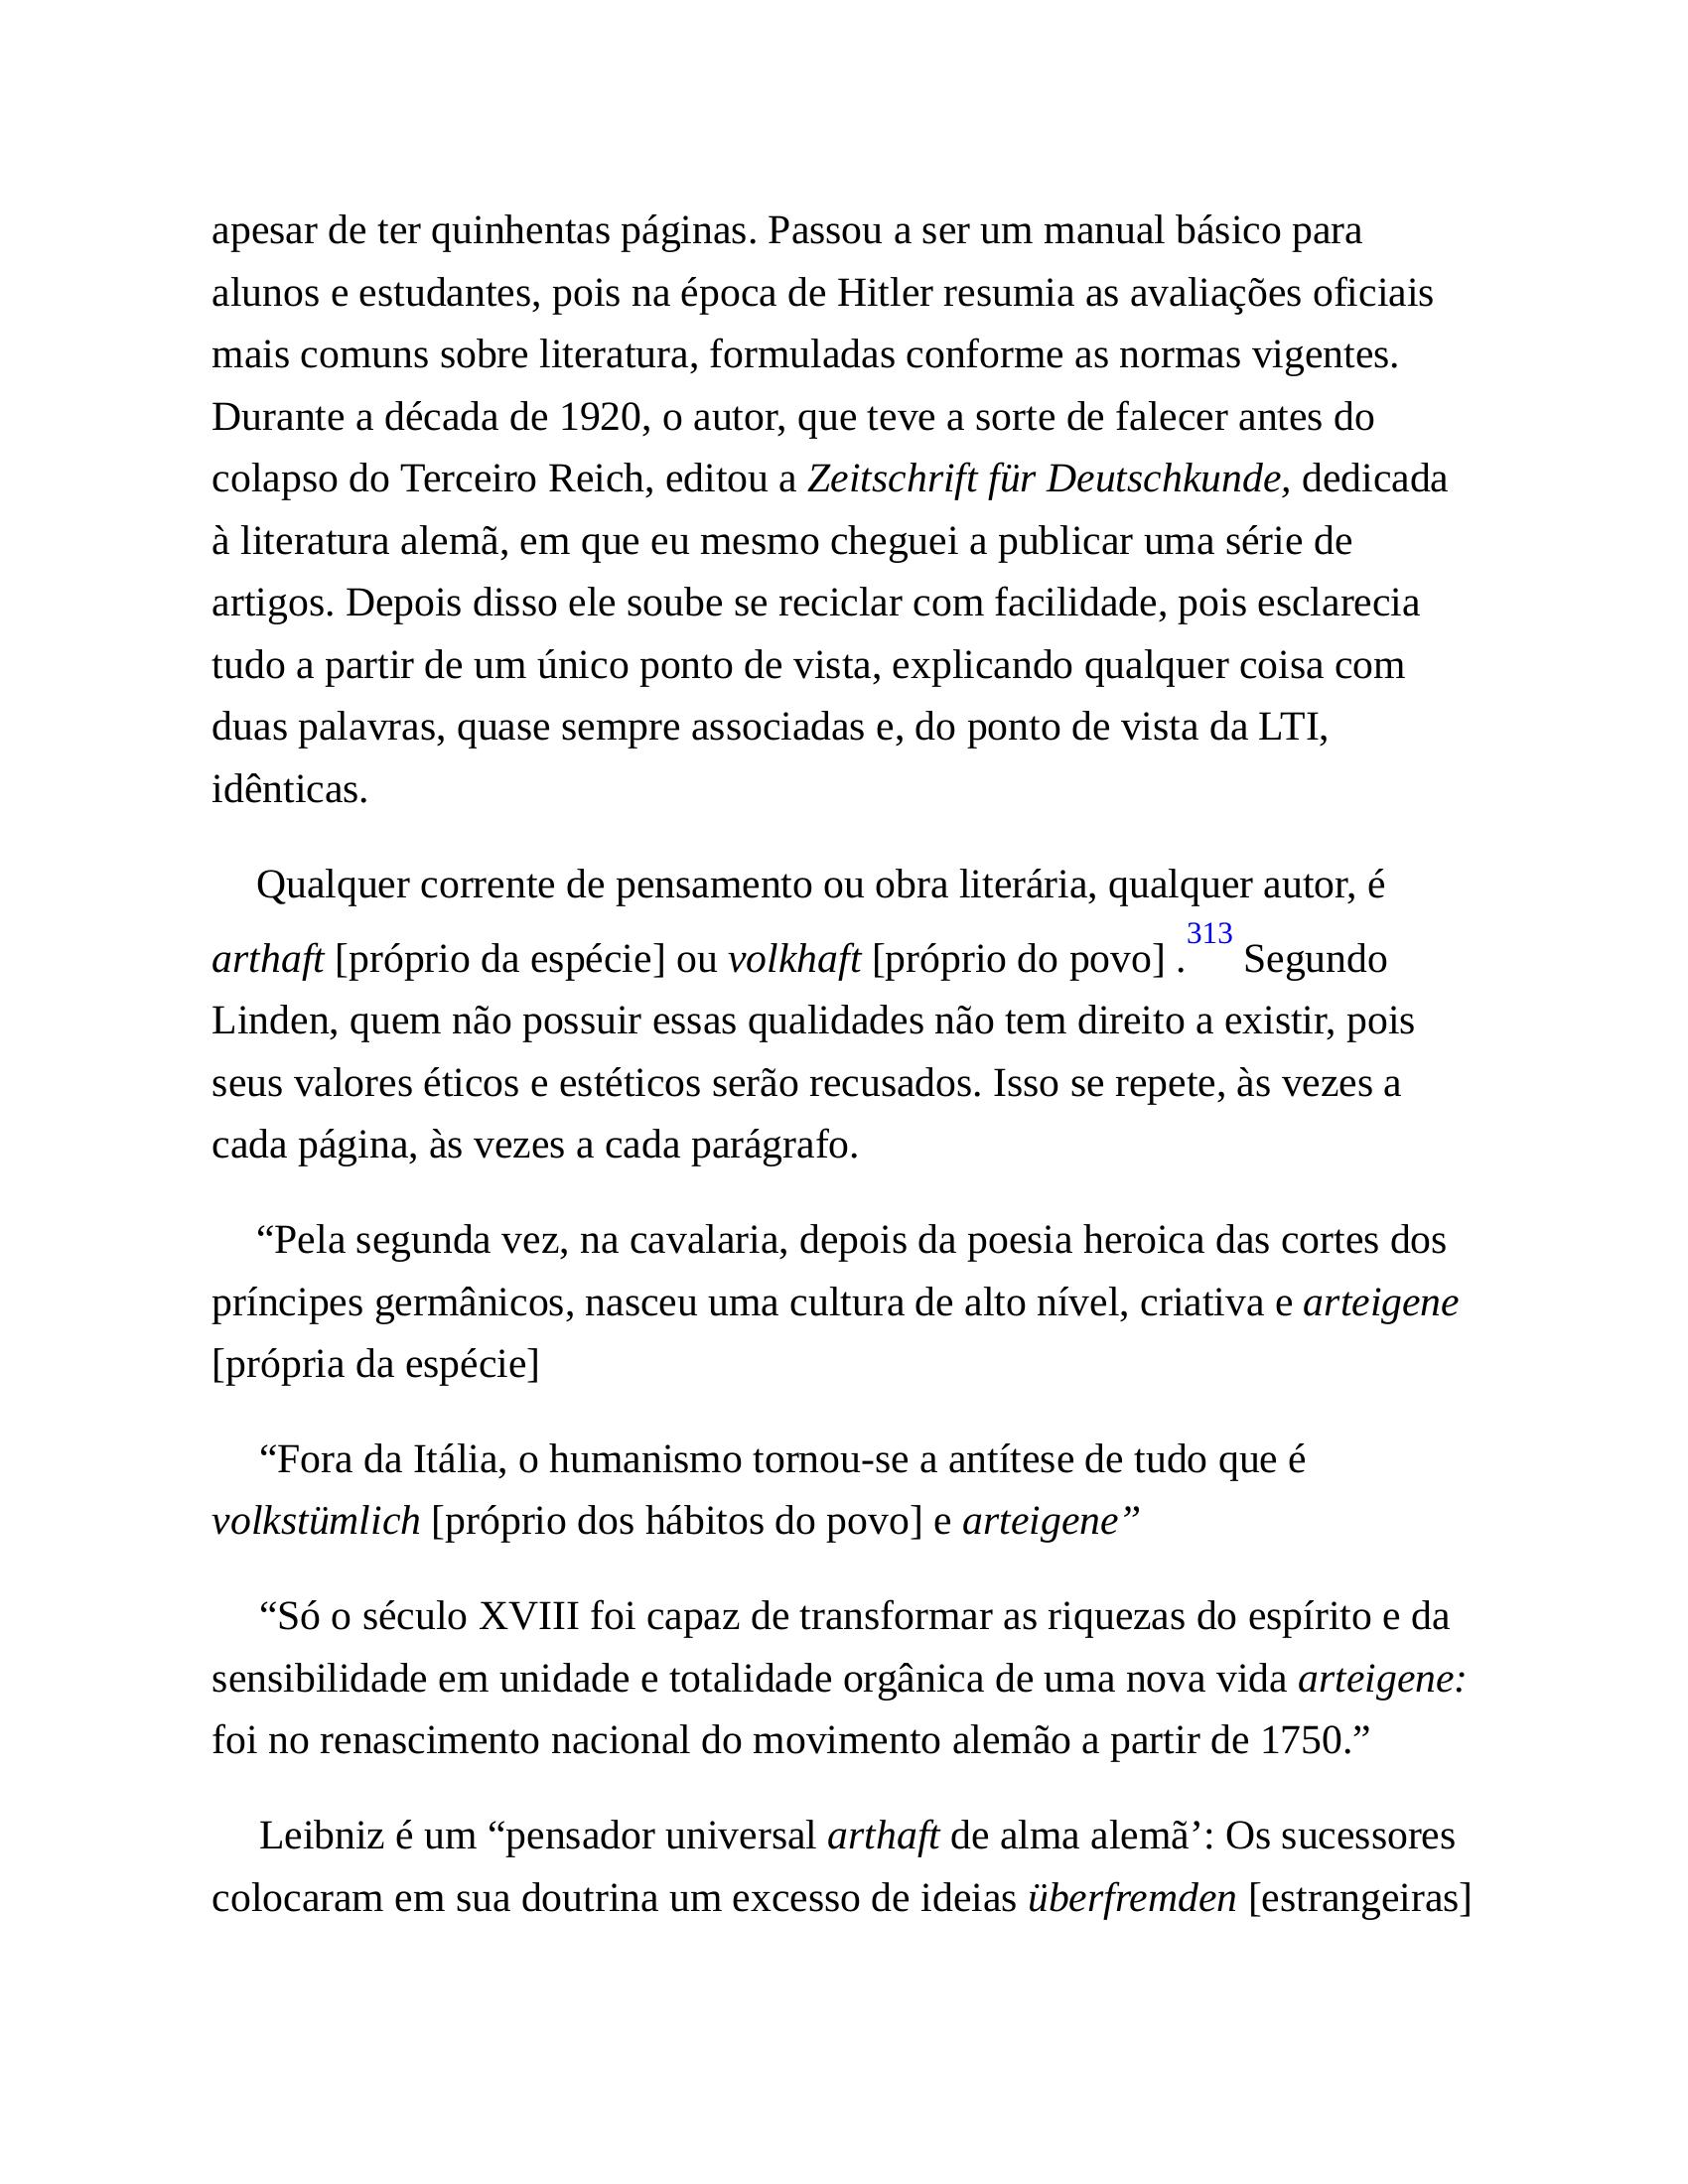 apesar de ter quinhentas páginas. Passou a ser um manual básico para
alunos e estudantes, pois na época de Hitler resumia as avaliações oficiais
mais comuns sobre literatura, formuladas conforme as normas vigentes.
Durante a década de 1920, o autor, que teve a sorte de falecer antes do
colapso do Terceiro Reich, editou a Zeitschrift für Deutschkunde, dedicada
à literatura alemã, em que eu mesmo cheguei a publicar uma série de
artigos. Depois disso ele soube se reciclar com facilidade, pois esclarecia
tudo a partir de um único ponto de vista, explicando qualquer coisa com
duas palavras, quase sempre associadas e, do ponto de vista da LTI,
idênticas.
Qualquer corrente de pensamento ou obra literária, qualquer autor, é
arthaft [próprio da espécie] ou volkhaft [próprio do povo] .313 Segundo
Linden, quem não possuir essas qualidades não tem direito a existir, pois
seus valores éticos e estéticos serão recusados. Isso se repete, às vezes a
cada página, às vezes a cada parágrafo.
“Pela segunda vez, na cavalaria, depois da poesia heroica das cortes dos
príncipes germânicos, nasceu uma cultura de alto nível, criativa e arteigene
[própria da espécie]
“Fora da Itália, o humanismo tornou-se a antítese de tudo que é
volkstümlich [próprio dos hábitos do povo] e arteigene”
“Só o século XVIII foi capaz de transformar as riquezas do espírito e da
sensibilidade em unidade e totalidade orgânica de uma nova vida arteigene:
foi no renascimento nacional do movimento alemão a partir de 1750.”
Leibniz é um “pensador universal arthaft de alma alemã’: Os sucessores
colocaram em sua doutrina um excesso de ideias überfremden [estrangeiras]